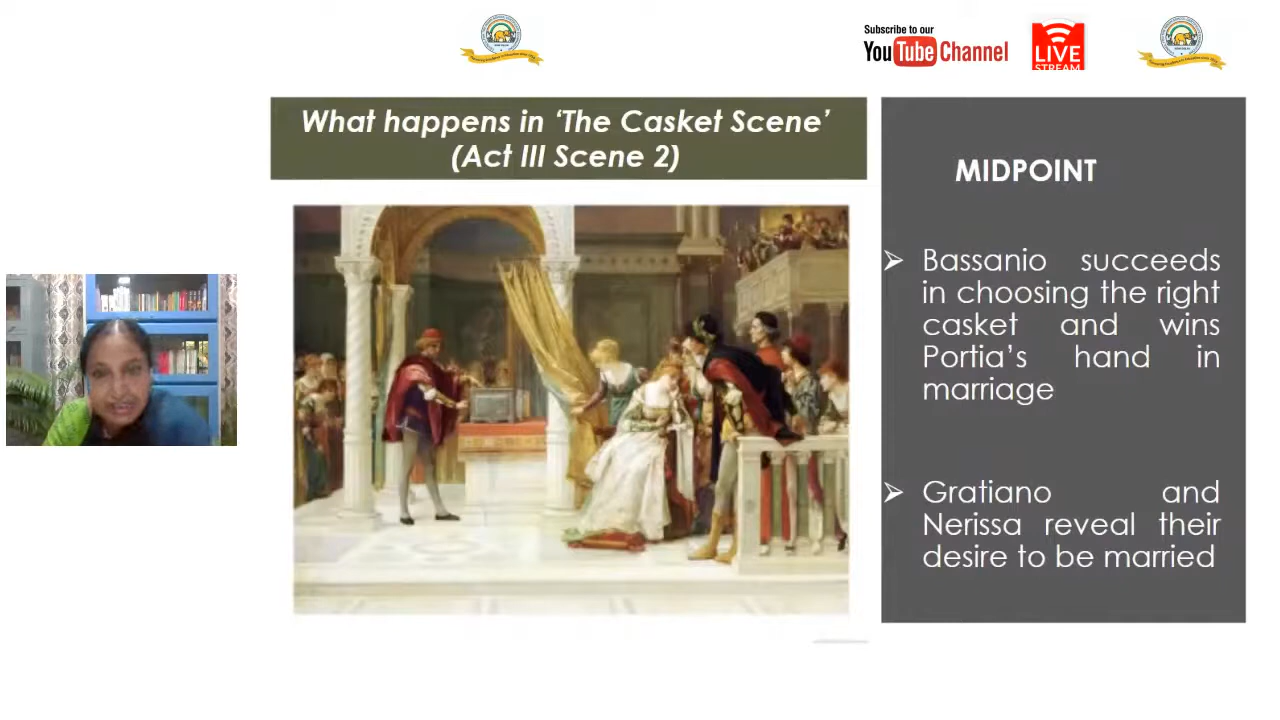 Subscribe to our
YouTube Channel
LIVE
STREAM
What happens in ‘The Casket Scene’
(Act III Scene 2)
MIDPOINT
➢ Bassanio succeeds
in choosing the right
casket and wins
Portia’s hand in
marriage
➢ Gratiano and
Nerissa reveal their
desire to be married